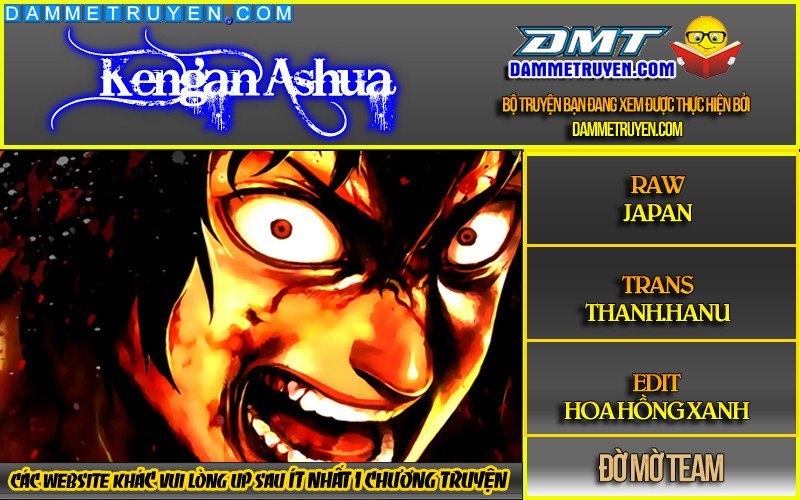 DAMMETRUYEN.COM
Kengan Ashua
DMT
DAMMETRUYEN.COM
BỘ TRUYỆN BẠN ĐANG XEM ĐƯỢC THỰC HIỆN BỞI
DAMMETRUYEN.COM
RAW
JAPAN
TRANS
THANH.HANU
EDIT
HOA HỒNG XANH
CÁC WEBSITE KHÁC VUI LÒNG UP SAU ÍT NHẤT 1 CHƯƠNG TRUYỆN
ĐỜ MỜ TEAM